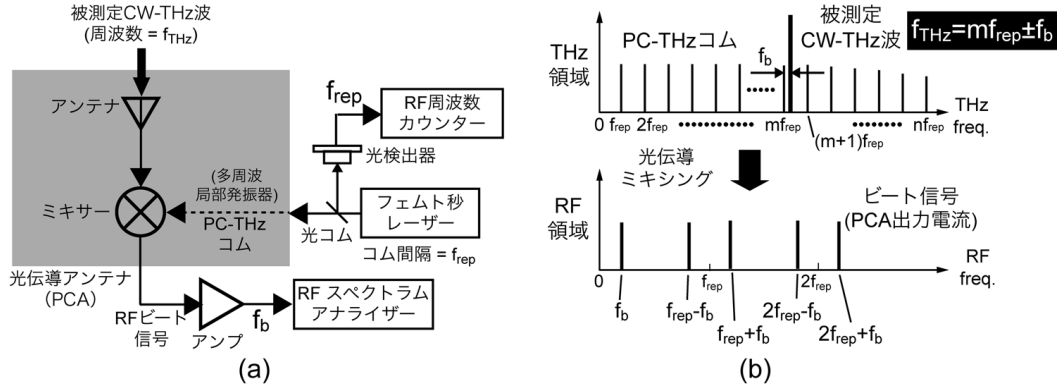 被測定CW-THz波
(周波数 = fTHz)
アンテナ
ミキサー
(多周波
局部発振器)
PC-THz
コム
光伝導アンテナ
(PCA)
RFビート
信号
アンプ
fb
RF スペクトラム
アナライザー
frep
RF周波数
カウンター
光検出器
フェムト秒
レーザー
光コム
コム間隔 = frep
(a)
(b)
THz
領域
PC-THzコム
fb
被測定
CW-THz波
fTHz=mfrep±fb
0 frep 2frep mfrep nfrep
(m+1)frep
THz
freq.
光伝導
ミキシング
RF
領域
ビート信号
(PCA出力電流)
0 frep 2frep
RF
freq.
fb
frep-fb
frep+fb
2frep-fb
2frep+fb